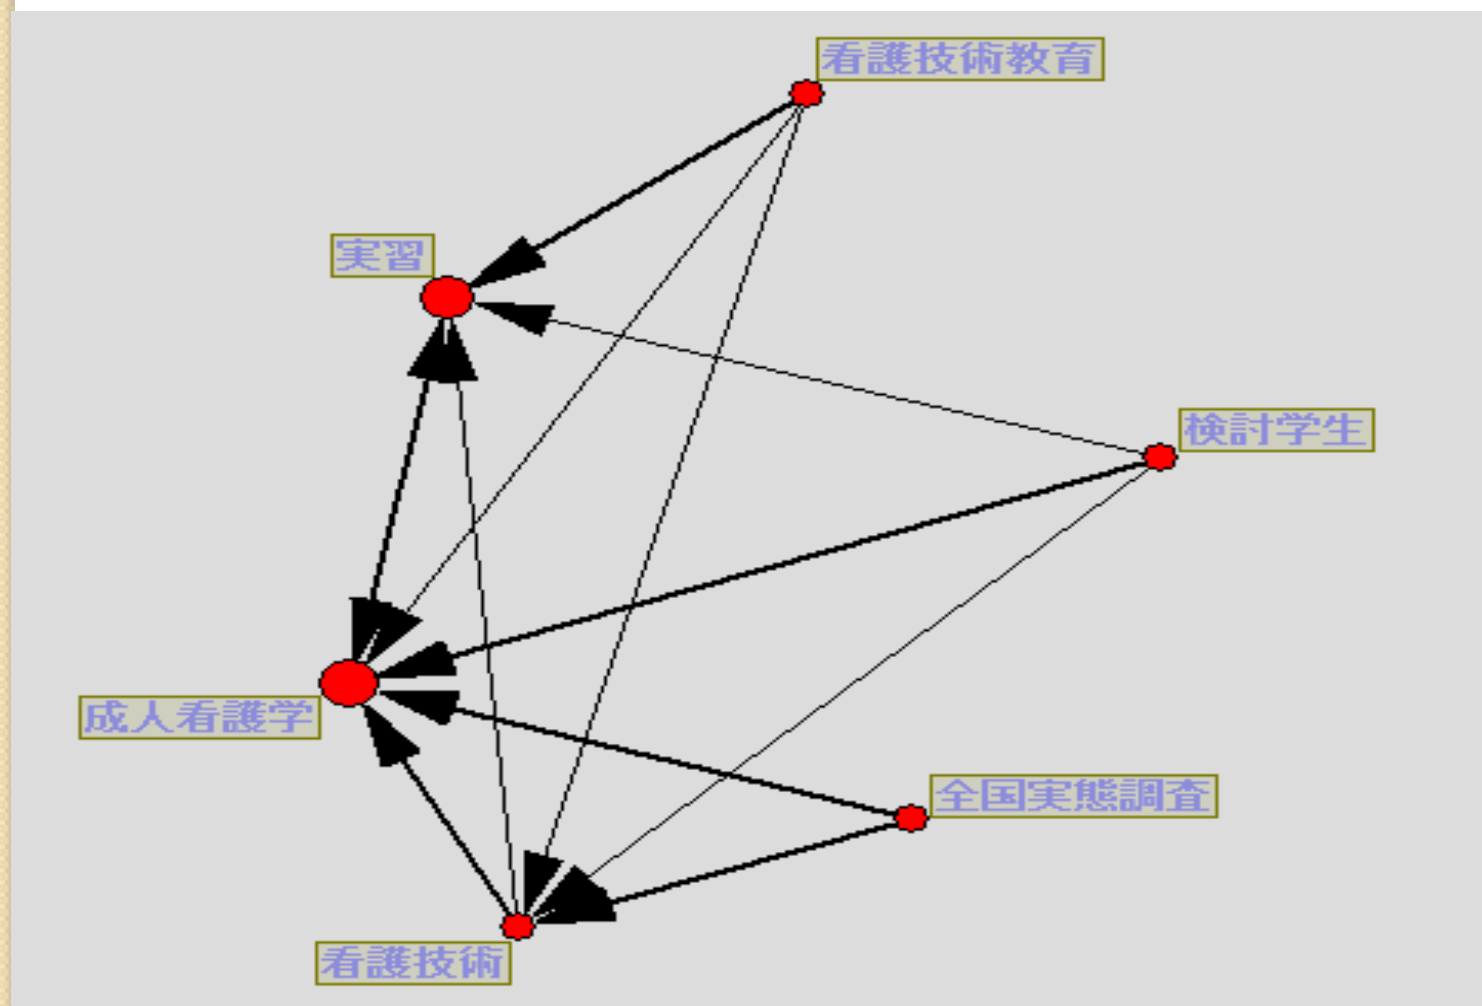 看護技術教育
実習
検討学生
成人看護学
全国実態調査
看護技術